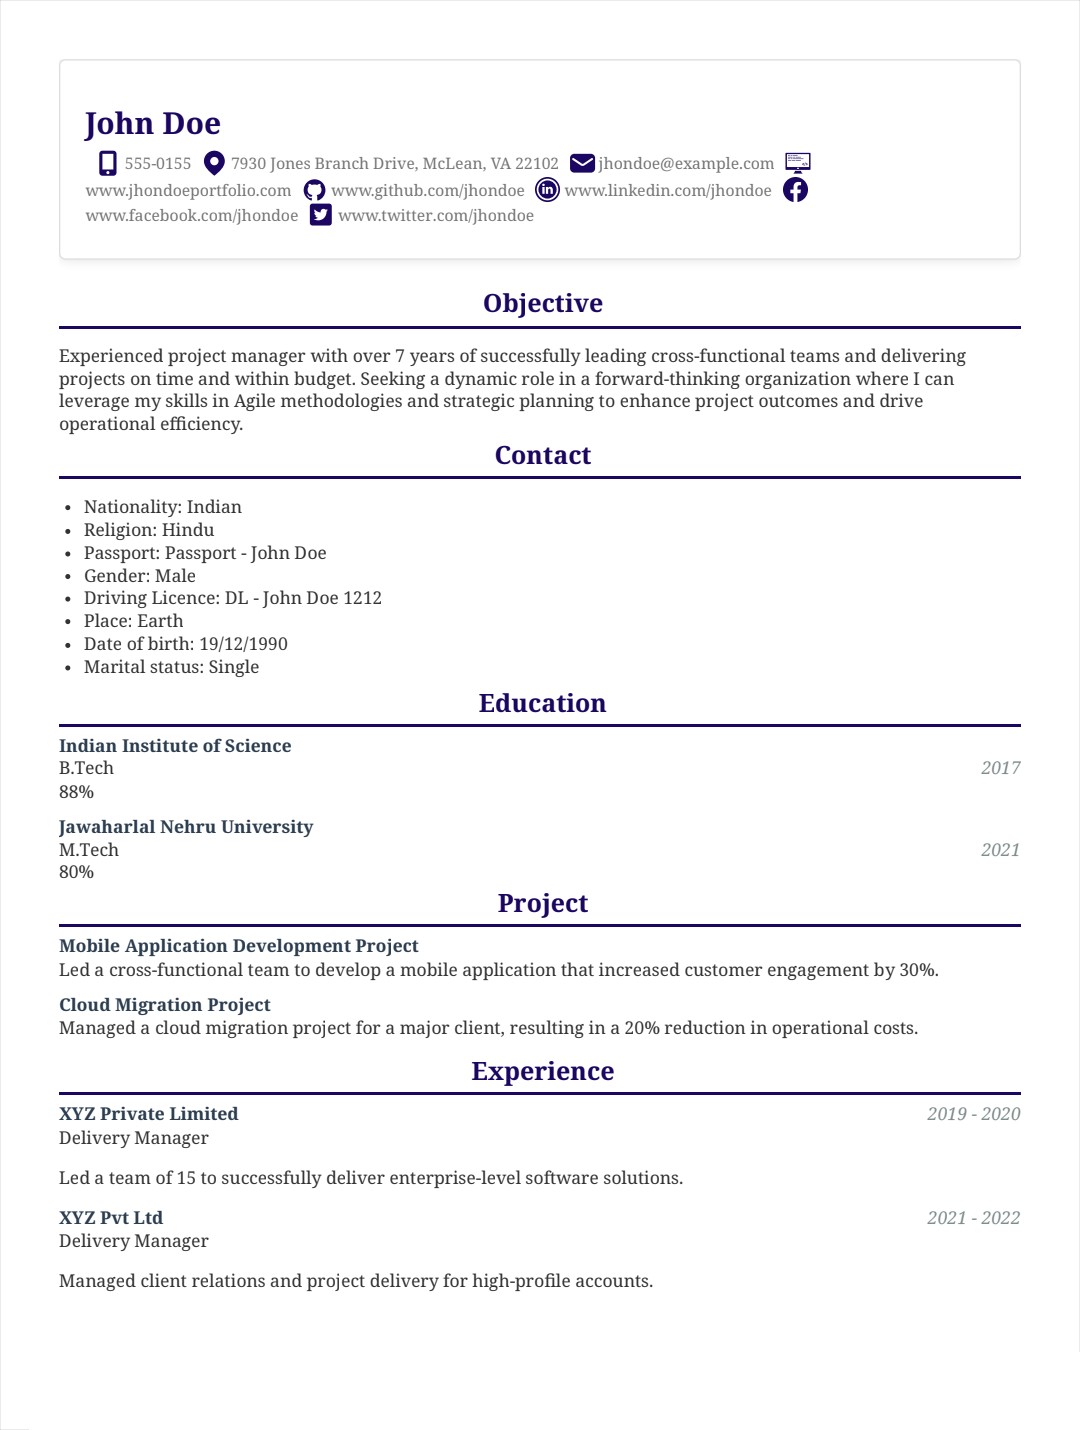 John Doe
555-0155 7930 Jones Branch Drive, McLean, VA 22102 jhondoe@example.com
www.jhondoeportfolio.com www.github.com/jhondoe www.linkedin.com/jhondoe
www.facebook.com/jhondoe www.twitter.com/jhondoe
Objective
Experienced project manager with over 7 years of successfully leading cross-functional teams and delivering
projects on time and within budget. Seeking a dynamic role in a forward-thinking organization where I can
leverage my skills in Agile methodologies and strategic planning to enhance project outcomes and drive
operational efficiency.
Contact
• Nationality: Indian
• Religion: Hindu
• Passport: Passport - John Doe
• Gender: Male
• Driving Licence: DL - John Doe 1212
• Place: Earth
• Date of birth: 19/12/1990
• Marital status: Single
Education
Indian Institute of Science
B.Tech 2017
88%
Jawaharlal Nehru University
M.Tech 2021
80%
Project
Mobile Application Development Project
Led a cross-functional team to develop a mobile application that increased customer engagement by 30%.
Cloud Migration Project
Managed a cloud migration project for a major client, resulting in a 20% reduction in operational costs.
Experience
XYZ Private Limited 2019 - 2020
Delivery Manager
Led a team of 15 to successfully deliver enterprise-level software solutions.
XYZ Pvt Ltd 2021 - 2022
Delivery Manager
Managed client relations and project delivery for high-profile accounts.